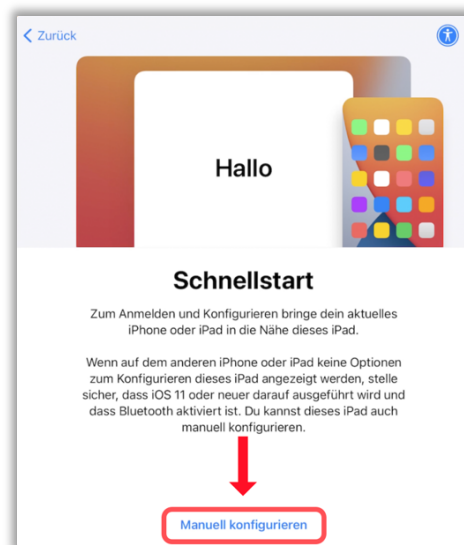 Zurück
Hallo
Schnellstart
Zum Anmelden und Konfigurieren bringe dein aktuelles
iPhone oder iPad in die Nähe dieses iPad.
Wenn auf dem anderen iPhone oder iPad keine Optionen
zum Konfigurieren dieses iPad angezeigt werden, stelle
sicher, dass iOS 11 oder neuer darauf ausgeführt wird und
dass Bluetooth aktiviert ist. Du kannst dieses iPad auch
manuell konfigurieren.
Manuell konfigurieren